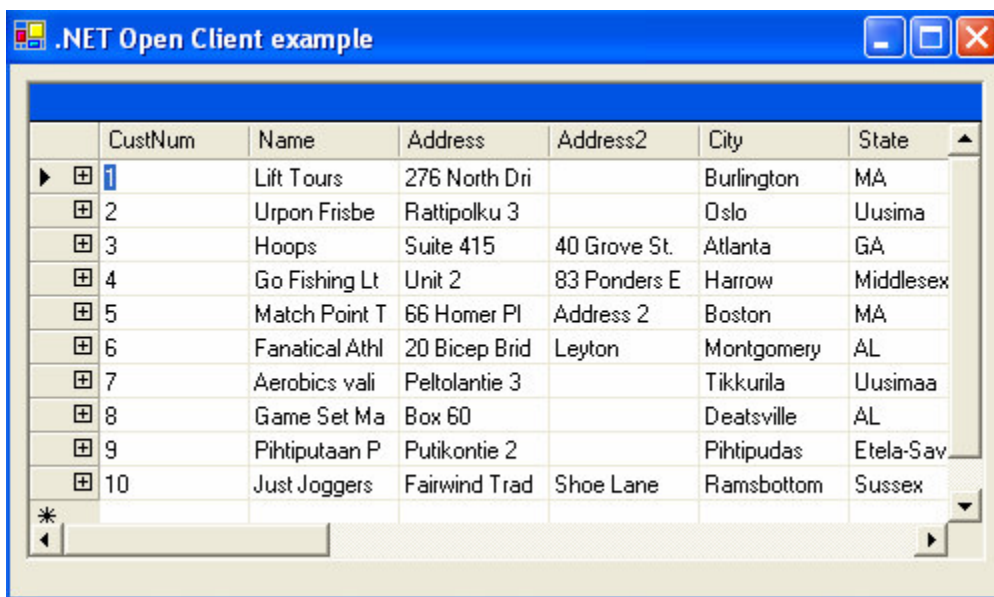 .NET Open Client example
CustNum Name Address Address2 City State
1 Lift Tours 276 North Dri Burlington MA
2 Urpon Frisbe Rattipolku 3 Oslo Uusima
3 Hoops Suite 415 40 Grove St. Atlanta GA
4 Go Fishing Lt Unit 2 83 Ponders E Harrow Middlesex
5 Match Point T 66 Homer Pl Address 2 Boston MA
6 Fanatical Athl 20 Bicep Brid Leyton Montgomery AL
7 Aerobics vali Peltolantie 3 Tikkurila Uusimaa
8 Game Set Ma Box 60 Deatsville AL
9 Pihtiputaan P Putikontie 2 Pihtipudas Etela-Sav
10 Just Joggers Fairwind Trad Shoe Lane Ramsbottom Sussex